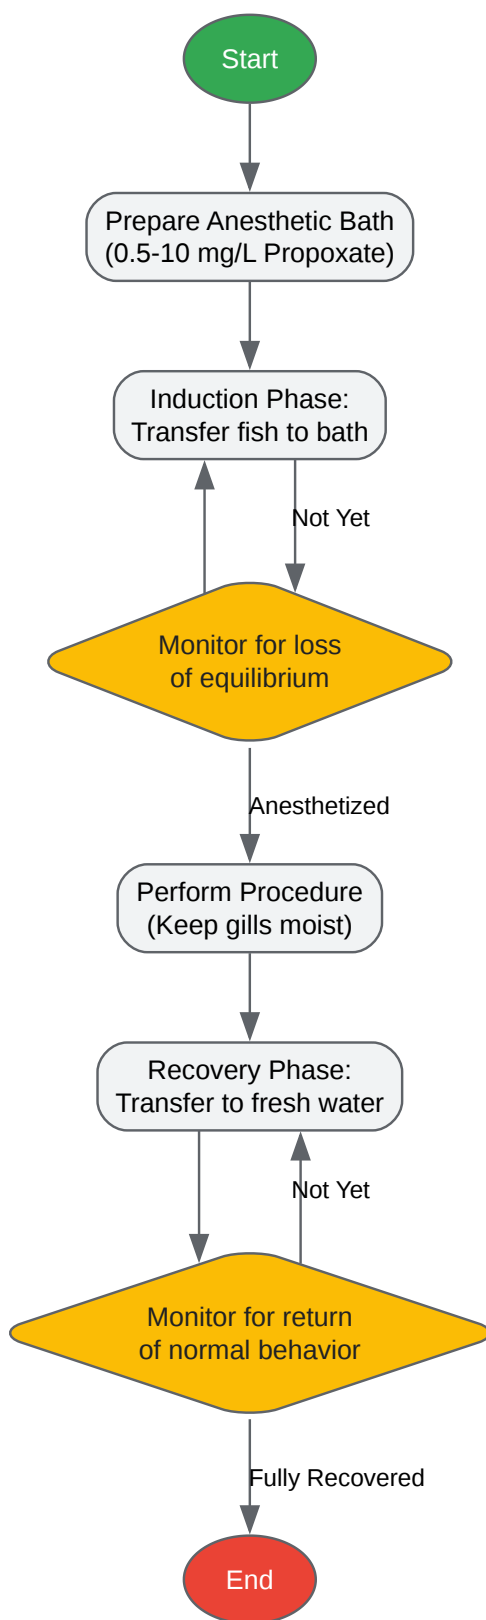 Start
Prepare Anesthetic Bath
(0.5-10 mg/L Propoxate)
Induction Phase:
Transfer fish to bath
Not Yet
Monitor for loss
of equilibrium
Anesthetized
Perform Procedure
(Keep gills moist)
Recovery Phase:
Transfer to fresh water
Not Yet
Monitor for return
of normal behavior
Fully Recovered
End